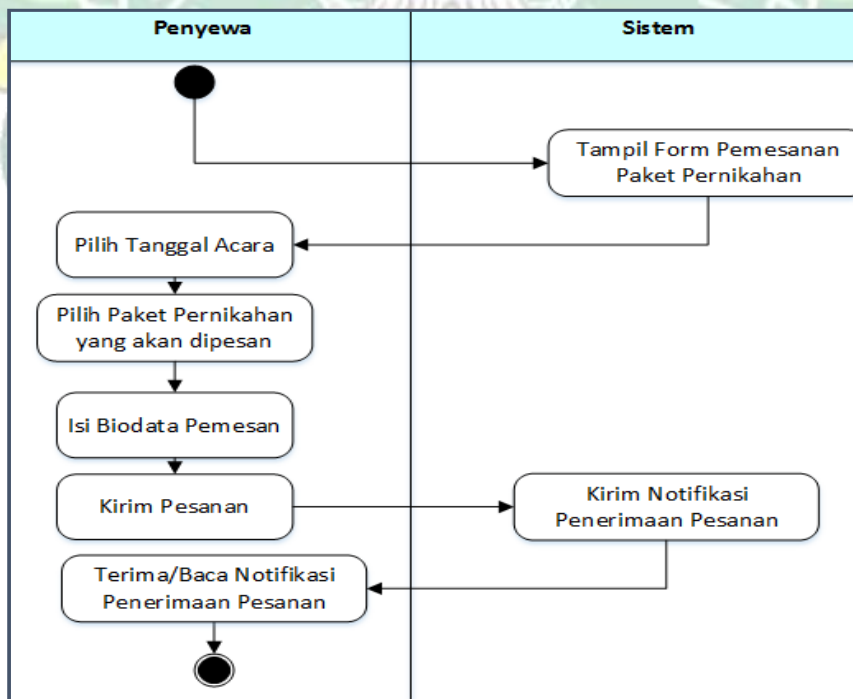 Penyewa
Sistem
Tampil Form Pemesanan
Paket Pernikahan
Pilih Tanggal Acara
Pilih Paket Pernikahan
yang akan dipesan
Isi Biodata Pemesan
Kirim Pesanan
Kirim Notifikasi
Penerimaan Pesanan
Terima/Baca Notifikasi
Penerimaan Pesanan